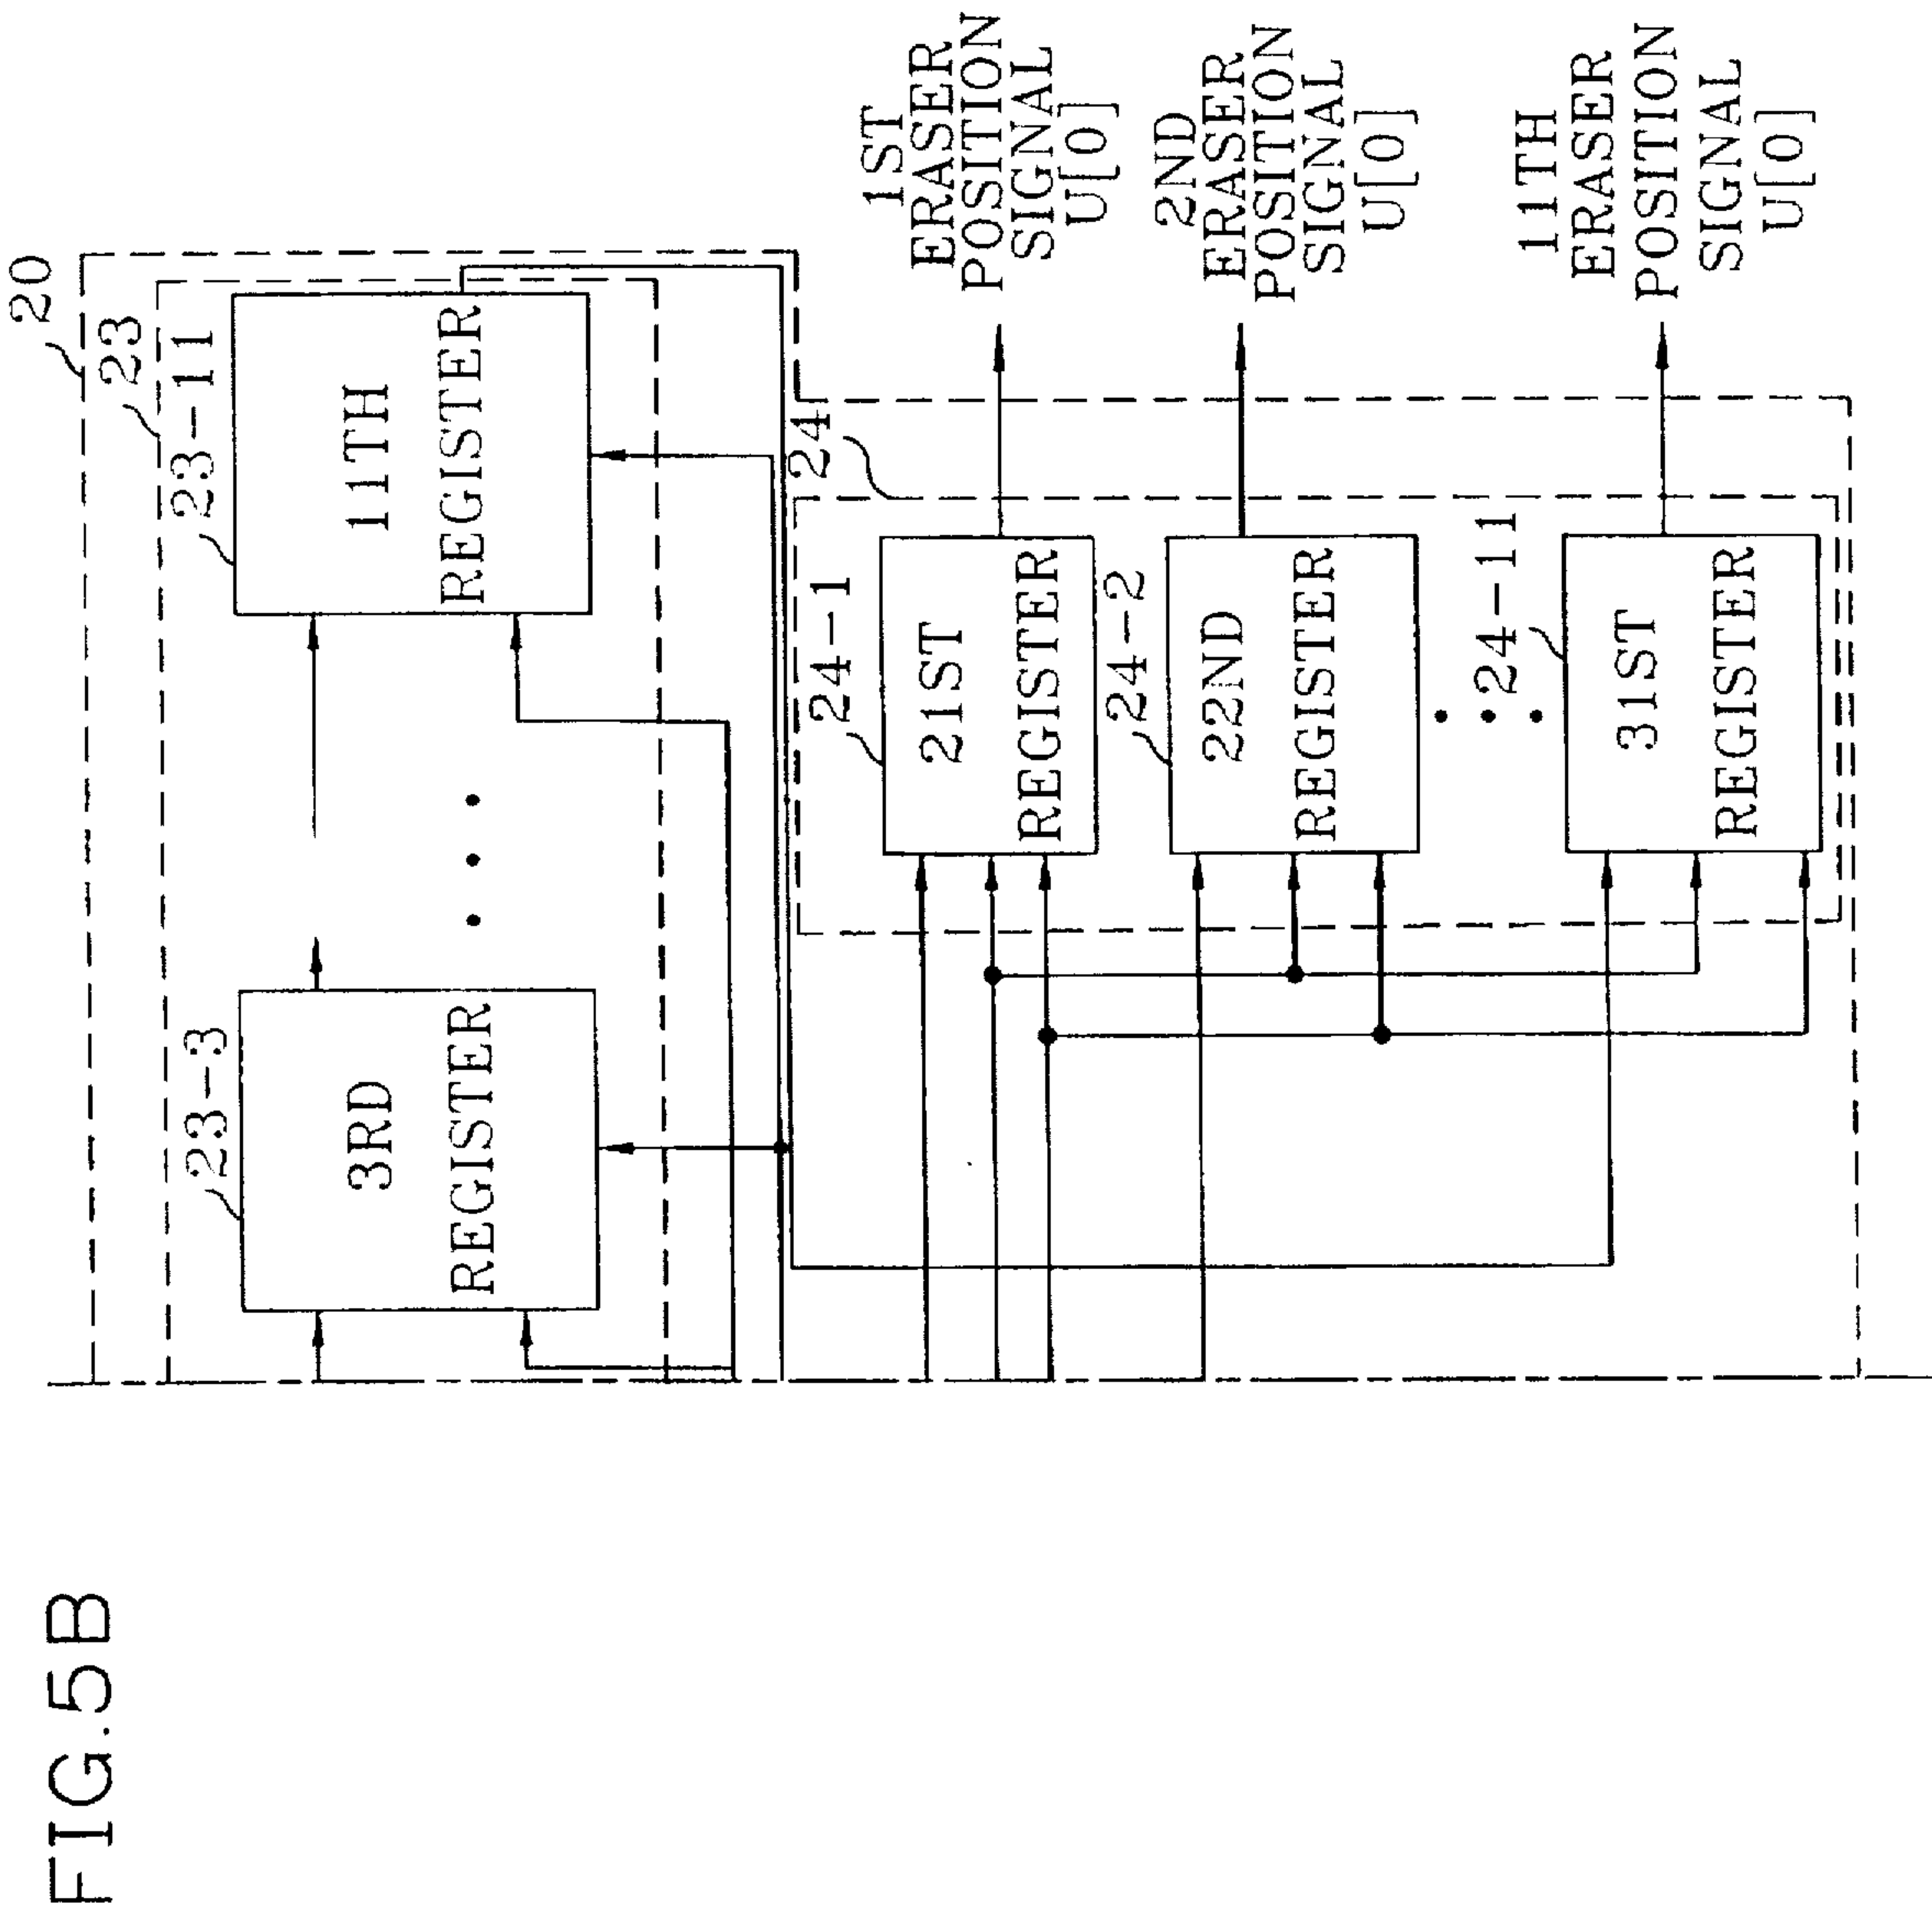 FIG.5B
20
23
23-3
3RD
REGISTER
23-11
11TH
REGISTER
24
24-1
21ST
REGISTER
1ST
ERASER
POSITION
SIGNAL
U[0]
24-2
22ND
REGISTER
2ND
ERASER
POSITION
SIGNAL
U[0]
24-11
31ST
REGISTER
11TH
ERASER
POSITION
SIGNAL
U[0]